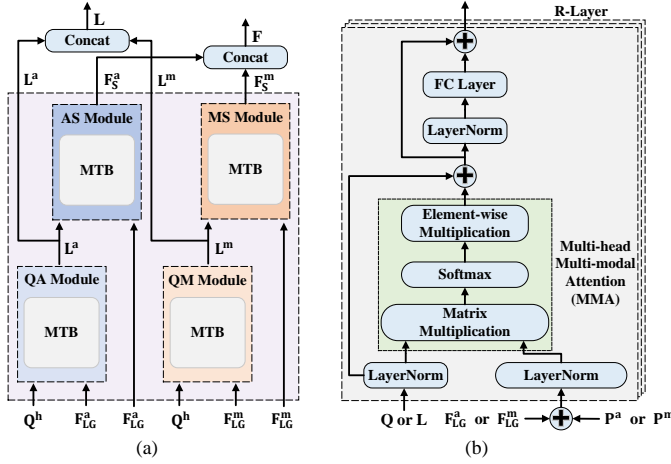 L
F
Concat
Concat
L^a
F_S^a
L^m
F_S^m
AS Module
MS Module
MTB
MTB
L^a
L^m
QA Module
QM Module
MTB
MTB
Q^h
F_LG^a
F_LG^a
Q^h
F_LG^m
F_LG^m
(a)
R-Layer
+
FC Layer
LayerNorm
+
Element-wise
Multiplication
Softmax
Matrix
Multiplication
Multi-head
Multi-modal
Attention
(MMA)
LayerNorm
LayerNorm
Q or L
F_LG^a or F_LG^m
+
P^a or P^m
(b)